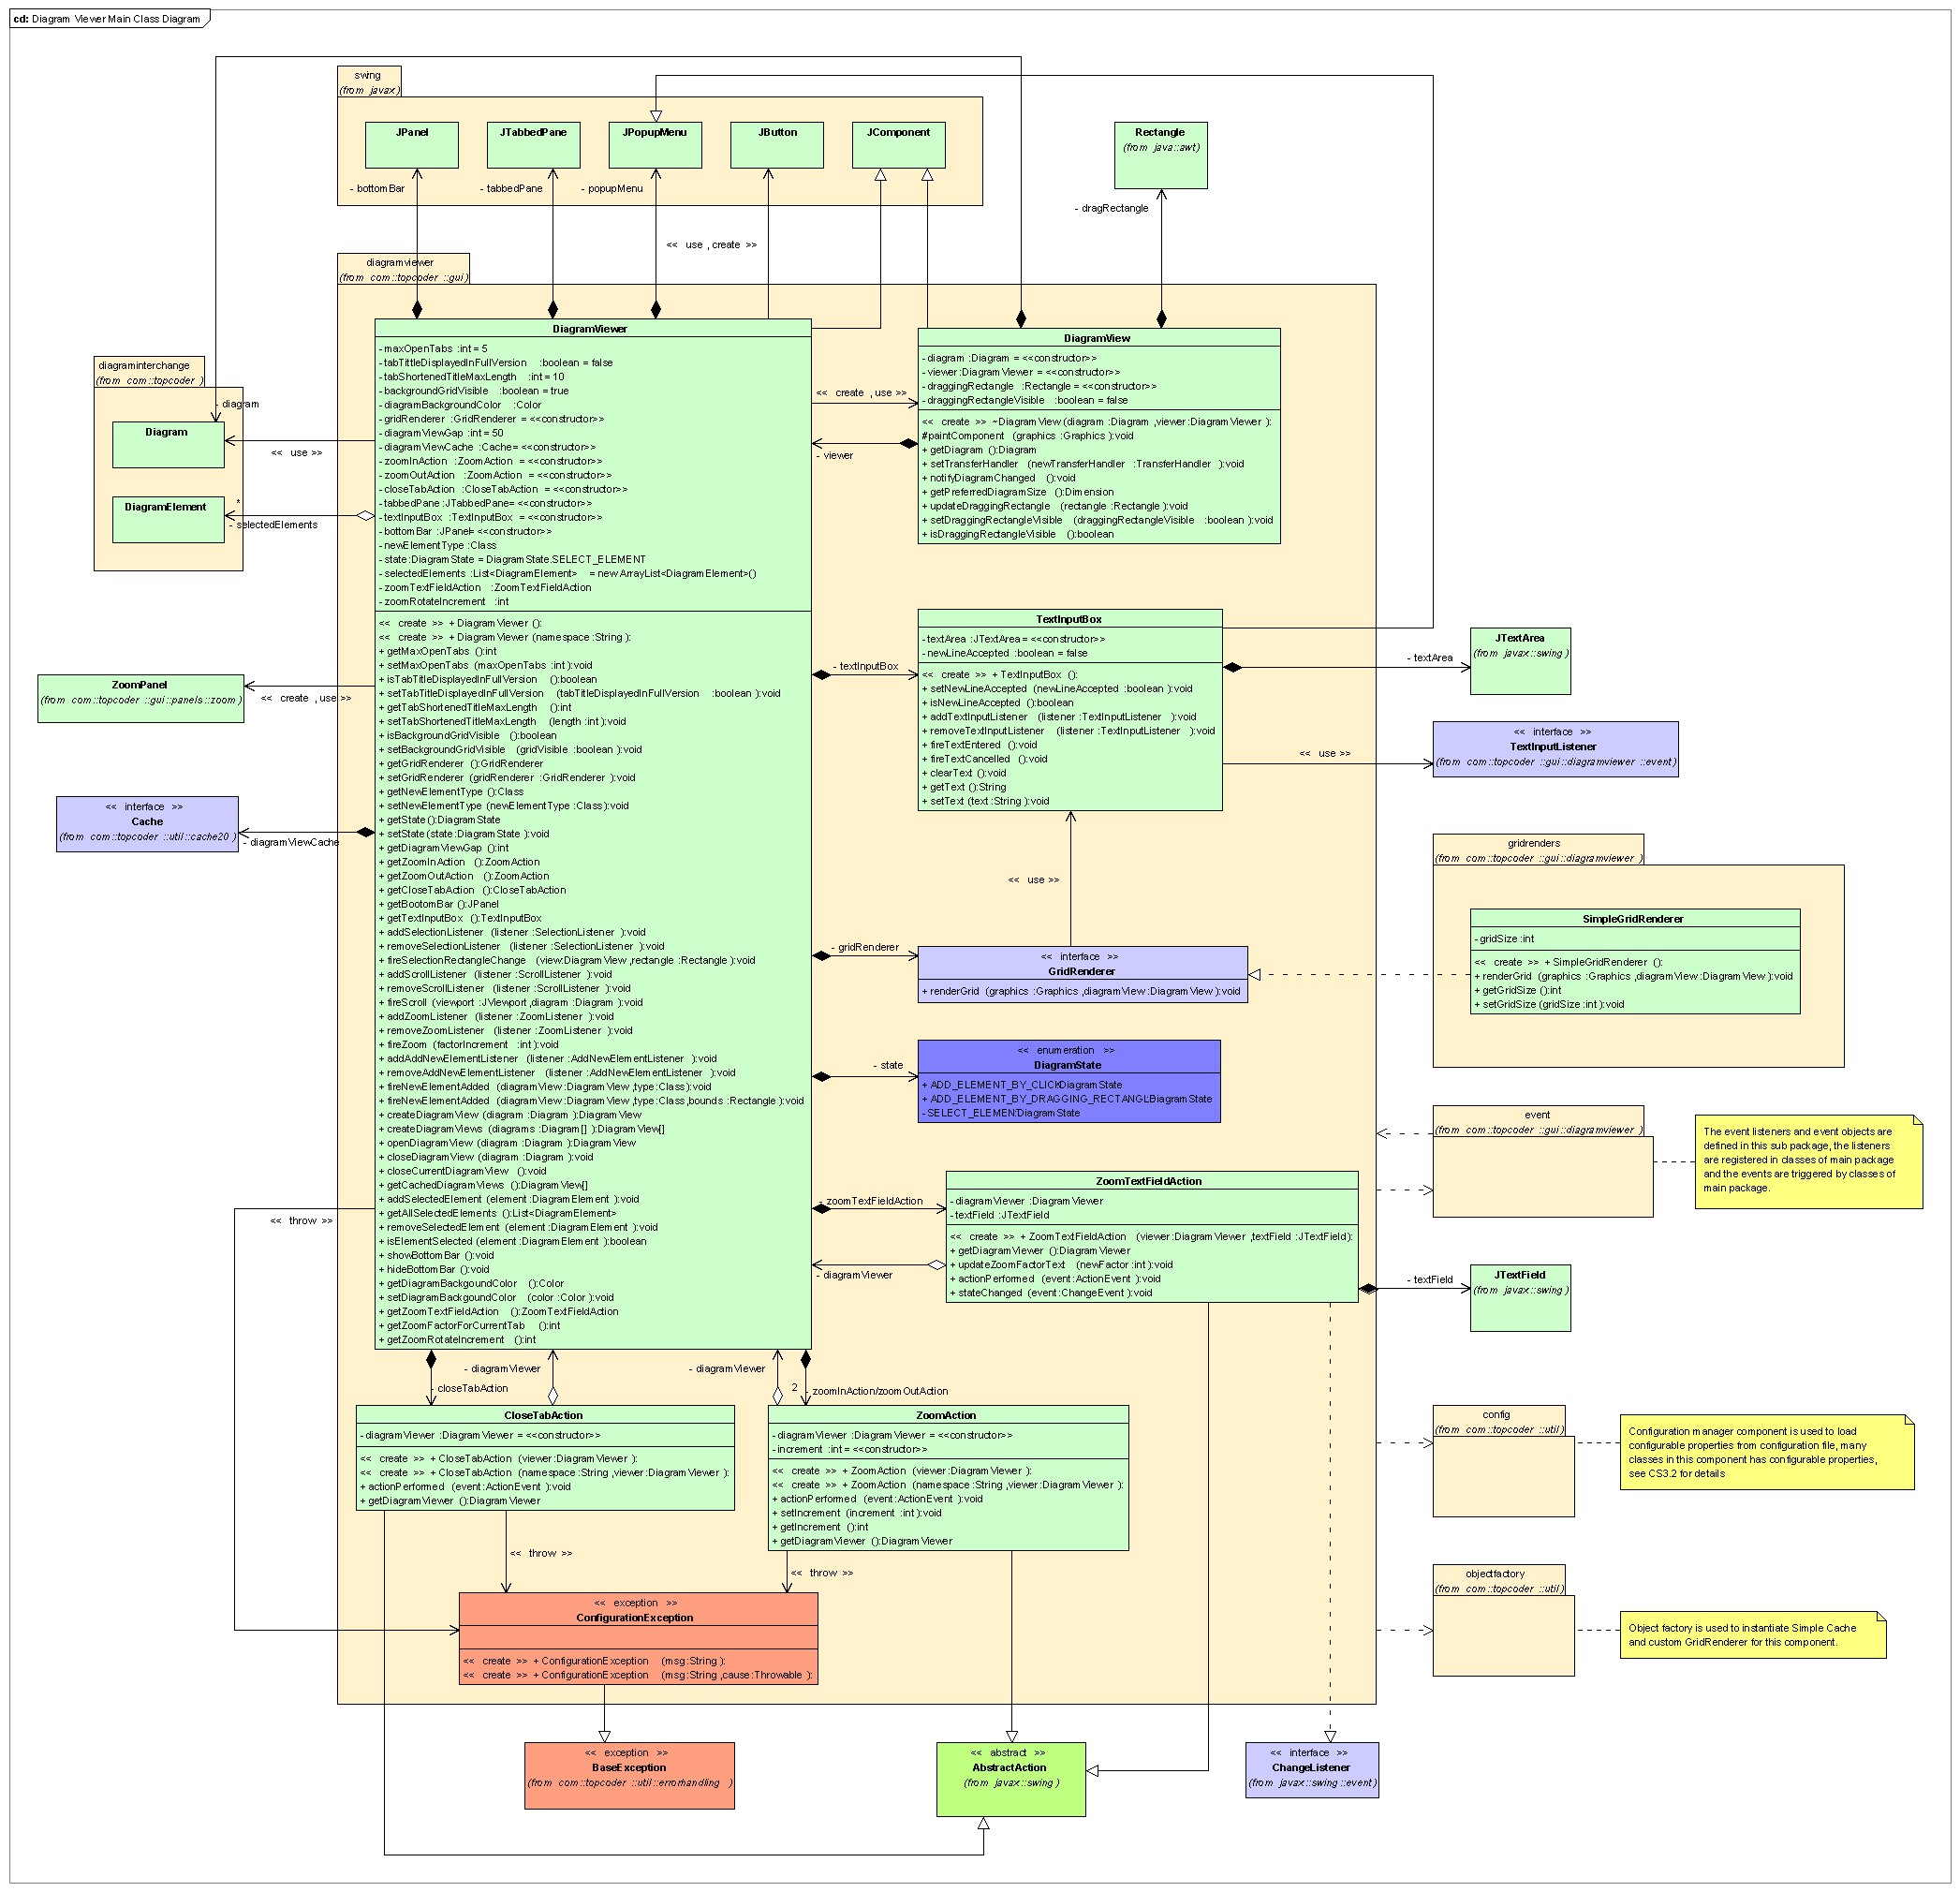 cd: Diagram Viewer Main Class Diagram
swing
(from javax)
JPanel
JTabbedPane
JPopupMenu
JButton
JComponent
Rectangle
(from java::awt)
- bottomBar
- tabbedPane
- popupMenu
- dragRectangle
<< use , create >>
diagramviewer
(from com::topcoder ::gui)
diagraminterchange
(from com::topcoder )
- diagram
Diagram
<< use >>
DiagramElement
*
- selectedElements
DiagramViewer
- maxOpenTabs :int = 5
- tabTittleDisplayedInFullVersion :boolean = false
- tabShortenedTitleMaxLength :int = 10
- backgroundGridVisible :boolean = true
- diagramBackgroundColor :Color
- gridRenderer :GridRenderer = <<constructor>>
- diagramViewGap :int = 50
- diagramViewCache :Cache = <<constructor>>
- zoomInAction :ZoomAction = <<constructor>>
- zoomOutAction :ZoomAction = <<constructor>>
- closeTabAction :CloseTabAction = <<constructor>>
- tabbedPane :JTabbedPane = <<constructor>>
- textInputBox :TextInputBox = <<constructor>>
- bottomBar :JPanel = <<constructor>>
- newElementType :Class
- state :DiagramState = DiagramState.SELECT_ELEMENT
- selectedElements :List<DiagramElement> = new ArrayList<DiagramElement>()
- zoomTextFieldAction :ZoomTextFieldAction
- zoomRotateIncrement :int
<< create >> + DiagramViewer ():
<< create >> + DiagramViewer (namespace :String ):
+ getMaxOpenTabs ():int
+ setMaxOpenTabs (maxOpenTabs :int ):void
+ isTabTitleDisplayedInFullVersion ():boolean
+ setTabTitleDisplayedInFullVersion (tabTitleDisplayedInFullVersion :boolean ):void
+ getTabShortenedTitleMaxLength ():int
+ setTabShortenedTitleMaxLength (length :int ):void
+ isBackgroundGridVisible ():boolean
+ setBackgroundGridVisible (gridVisible :boolean ):void
+ getGridRenderer ():GridRenderer
+ setGridRenderer (gridRenderer :GridRenderer ):void
+ getNewElementType ():Class
+ setNewElementType (newElementType :Class ):void
+ getState ():DiagramState
+ setState (state :DiagramState ):void
+ getDiagramViewGap ():int
+ getZoomInAction ():ZoomAction
+ getZoomOutAction ():ZoomAction
+ getCloseTabAction ():CloseTabAction
+ getBootomBar ():JPanel
+ getTextInputBox ():TextInputBox
+ addSelectionListener (listener :SelectionListener ):void
+ removeSelectionListener (listener :SelectionListener ):void
+ fireSelectionRectangleChange (view :DiagramView ,rectangle :Rectangle ):void
+ addScrollListener (listener :ScrollListener ):void
+ removeScrollListener (listener :ScrollListener ):void
+ fireScroll (viewport :JViewport ,diagram :Diagram ):void
+ addZoomListener (listener :ZoomListener ):void
+ removeZoomListener (listener :ZoomListener ):void
+ fireZoom (factorIncrement :int ):void
+ addAddNewElementListener (listener :AddNewElementListener ):void
+ removeAddNewElementListener (listener :AddNewElementListener ):void
+ fireNewElementAdded (diagramView :DiagramView ,type :Class ):void
+ fireNewElementAdded (diagramView :DiagramView ,type :Class ,bounds :Rectangle ):void
+ createDiagramView (diagram :Diagram ):DiagramView
+ createDiagramViews (diagrams :Diagram[] ):DiagramView[]
+ openDiagramView (diagram :Diagram ):DiagramView
+ closeDiagramView (diagram :Diagram ):void
+ closeCurrentDiagramView ():void
+ getCachedDiagramViews ():DiagramView[]
+ addSelectedElement (element :DiagramElement ):void
+ getAllSelectedElements ():List<DiagramElement>
+ removeSelectedElement (element :DiagramElement ):void
+ isElementSelected (element :DiagramElement ):boolean
+ showBottomBar ():void
+ hideBottomBar ():void
+ getDiagramBackgoundColor ():Color
+ setDiagramBackgoundColor (color :Color ):void
+ getZoomTextFieldAction ():ZoomTextFieldAction
+ getZoomFactorForCurrentTab ():int
+ getZoomRotateIncrement ():int
<< create , use >>
- viewer
DiagramView
- diagram :Diagram = <<constructor>>
- viewer :DiagramViewer = <<constructor>>
- draggingRectangle :Rectangle = <<constructor>>
- draggingRectangleVisible :boolean = false
<< create >> ~ DiagramView (diagram :Diagram ,viewer :DiagramViewer ):
# paintComponent (graphics :Graphics ):void
+ getDiagram ():Diagram
+ setTransferHandler (newTransferHandler :TransferHandler ):void
+ notifyDiagramChanged ():void
+ getPreferredDiagramSize ():Dimension
+ updateDraggingRectangle (rectangle :Rectangle ):void
+ setDraggingRectangleVisible (draggingRectangleVisible :boolean ):void
+ isDraggingRectangleVisible ():boolean
- textInputBox
TextInputBox
- textArea :JTextArea = <<constructor>>
- newLineAccepted :boolean = false
<< create >> + TextInputBox ():
+ setNewLineAccepted (newLineAccepted :boolean ):void
+ isNewLineAccepted ():boolean
+ addTextInputListener (listener :TextInputListener ):void
+ removeTextInputListener (listener :TextInputListener ):void
+ fireTextEntered ():void
+ fireTextCancelled ():void
+ clearText ():void
+ getText ():String
+ setText (text :String ):void
- textArea
JTextArea
(from javax::swing )
<< use >>
<< interface >>
TextInputListener
(from com::topcoder ::gui::diagramviewer ::event)
ZoomPanel
(from com::topcoder ::gui::panels::zoom)
<< create , use >>
<< interface >>
Cache
(from com::topcoder ::util::cache20 )
- diagramViewCache
<< use >>
- gridRenderer
<< interface >>
GridRenderer
+ renderGrid (graphics :Graphics ,diagramView :DiagramView ):void
gridrenders
(from com::topcoder ::gui::diagramviewer )
SimpleGridRenderer
- gridSize :int
<< create >> + SimpleGridRenderer ():
+ renderGrid (graphics :Graphics ,diagramView :DiagramView ):void
+ getGridSize ():int
+ setGridSize (gridSize :int ):void
- state
<< enumeration >>
DiagramState
+ ADD_ELEMENT_BY_CLICK:DiagramState
+ ADD_ELEMENT_BY_DRAGGING_RECTANGLE:DiagramState
- SELECT_ELEMENT:DiagramState
event
(from com::topcoder ::gui::diagramviewer )
The event listeners and event objects are
defined in this sub package, the listeners
are registered in classes of main package
and the events are triggered by classes of
main package.
<< throw >>
- zoomTextFieldAction
- diagramViewer
ZoomTextFieldAction
- diagramViewer :DiagramViewer
- textField :JTextField
<< create >> + ZoomTextFieldAction (viewer :DiagramViewer ,textField :JTextField ):
+ getDiagramViewer ():DiagramViewer
+ updateZoomFactorText (newFactor :int ):void
+ actionPerformed (event :ActionEvent ):void
+ stateChanged (event :ChangeEvent ):void
- textField
JTextField
(from javax::swing )
- diagramViewer
- closeTabAction
- diagramViewer
2
- zoomInAction/zoomOutAction
CloseTabAction
- diagramViewer :DiagramViewer = <<constructor>>
<< create >> + CloseTabAction (viewer :DiagramViewer ):
<< create >> + CloseTabAction (namespace :String ,viewer :DiagramViewer ):
+ actionPerformed (event :ActionEvent ):void
+ getDiagramViewer ():DiagramViewer
ZoomAction
- diagramViewer :DiagramViewer = <<constructor>>
- increment :int = <<constructor>>
<< create >> + ZoomAction (viewer :DiagramViewer ):
<< create >> + ZoomAction (namespace :String ,viewer :DiagramViewer ):
+ actionPerformed (event :ActionEvent ):void
+ setIncrement (increment :int ):void
+ getIncrement ():int
+ getDiagramViewer ():DiagramViewer
config
(from com::topcoder ::util)
Configuration manager component is used to load
configurable properties from configuration file, many
classes in this component has configurable properties,
see CS3.2 for details
<< throw >>
<< throw >>
<< exception >>
ConfigurationException
<< create >> + ConfigurationException (msg :String ):
<< create >> + ConfigurationException (msg :String ,cause :Throwable ):
objectfactory
(from com::topcoder ::util)
Object factory is used to instantiate Simple Cache
and custom GridRenderer for this component.
<< exception >>
BaseException
(from com::topcoder ::util::errorhandling )
<< abstract >>
AbstractAction
(from javax::swing )
<< interface >>
ChangeListener
(from javax::swing ::event)